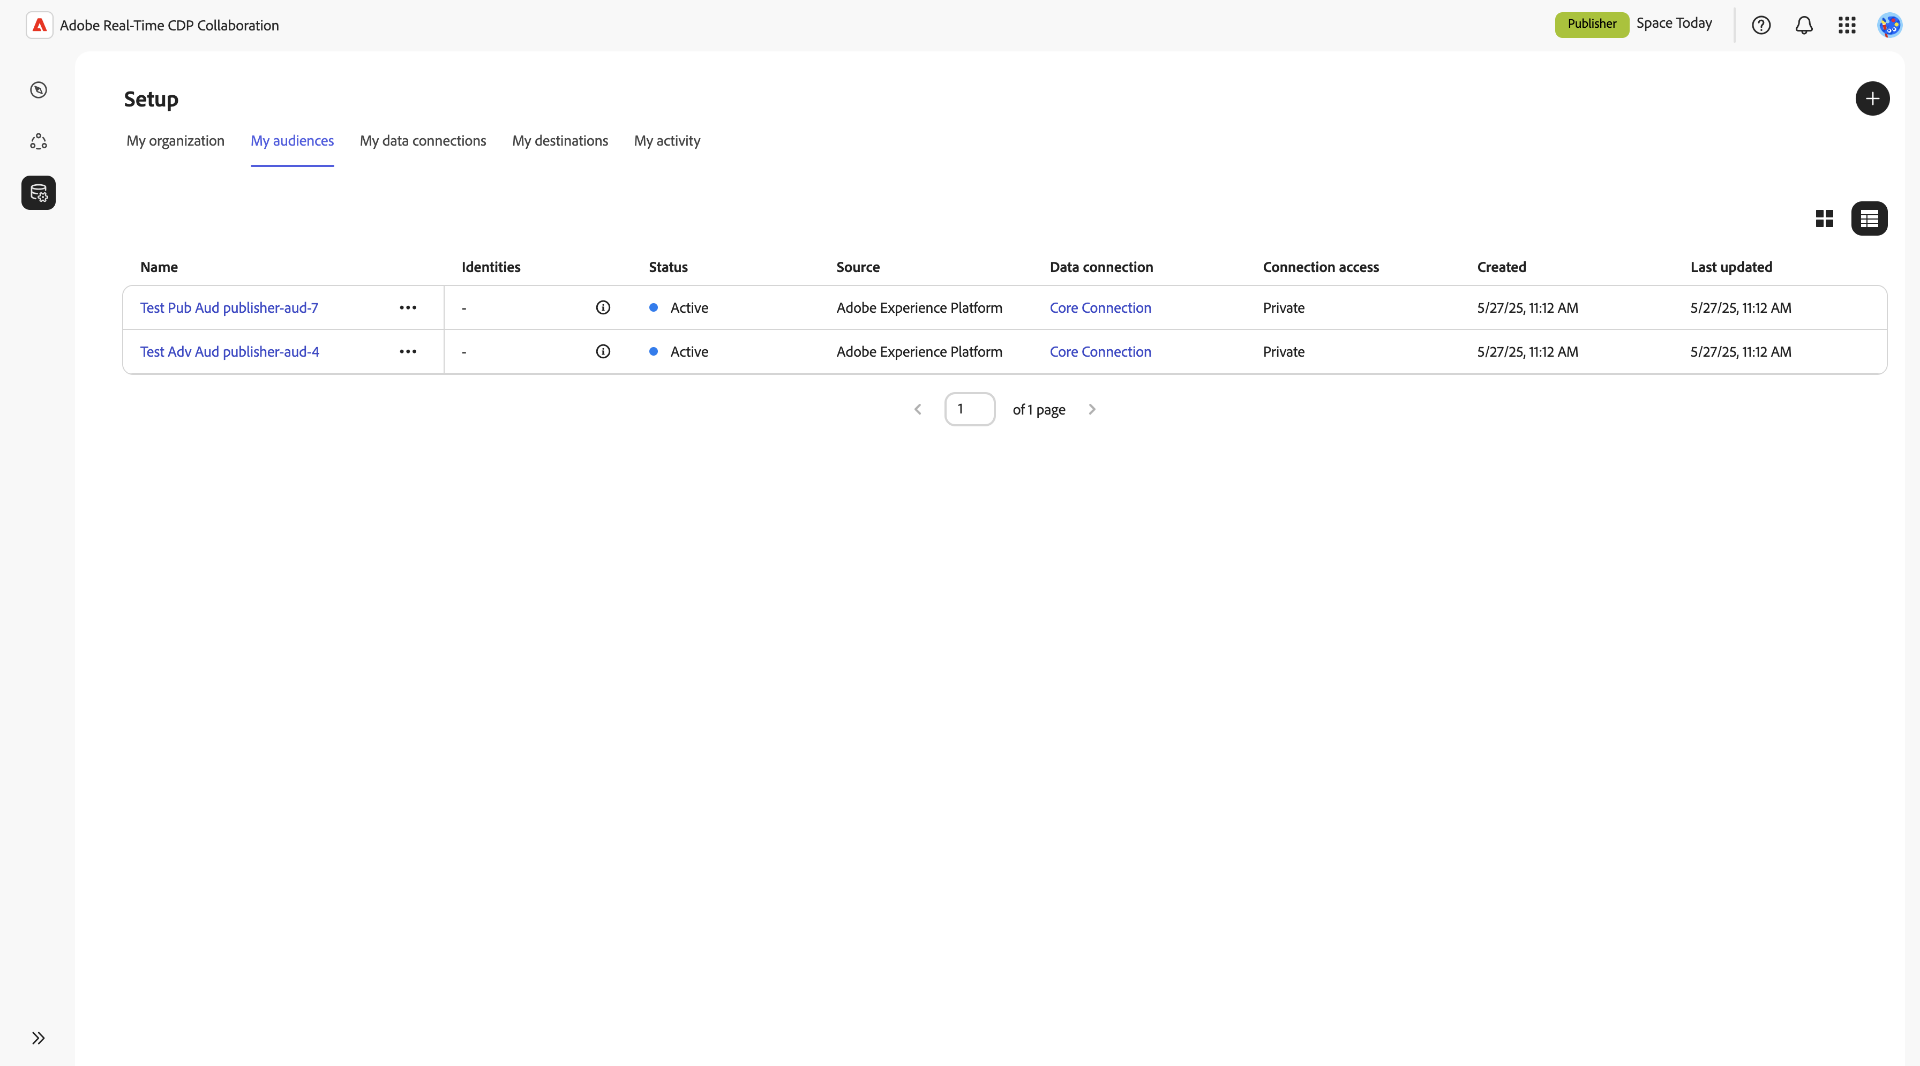 Adobe Real-Time CDP Collaboration
Publisher Space Today
Setup
My organization My audiences My data connections My destinations My activity
Name Identities Status Source Data connection Connection access Created Last updated
Test Pub Aud publisher-aud-7 - Active Adobe Experience Platform Core Connection Private 5/27/25, 11:12 AM 5/27/25, 11:12 AM
Test Adv Aud publisher-aud-4 - Active Adobe Experience Platform Core Connection Private 5/27/25, 11:12 AM 5/27/25, 11:12 AM
1 of 1 page